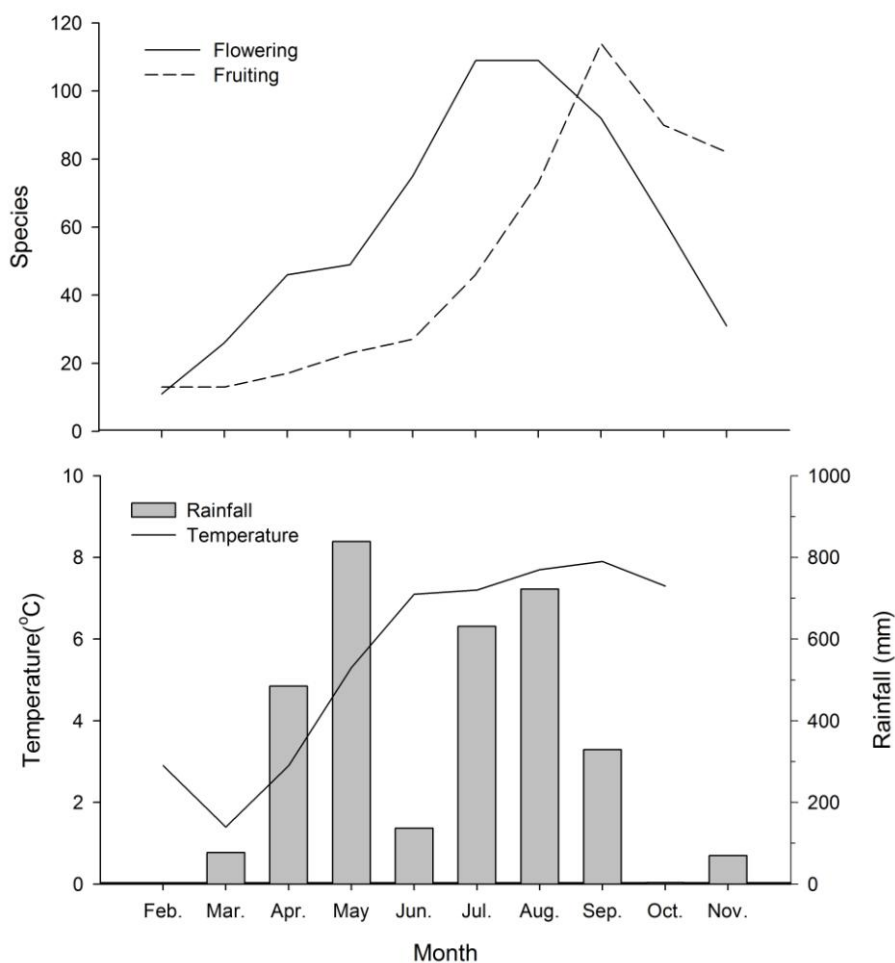 120
100
80
60
40
20
0
Species
Flowering
Fruiting
10
8
6
4
2
0
Temperature(°C)
Rainfall
Temperature
1000
800
600
400
200
0
Rainfall (mm)
Feb. Mar. Apr. May Jun. Jul. Aug. Sep. Oct. Nov.
Month